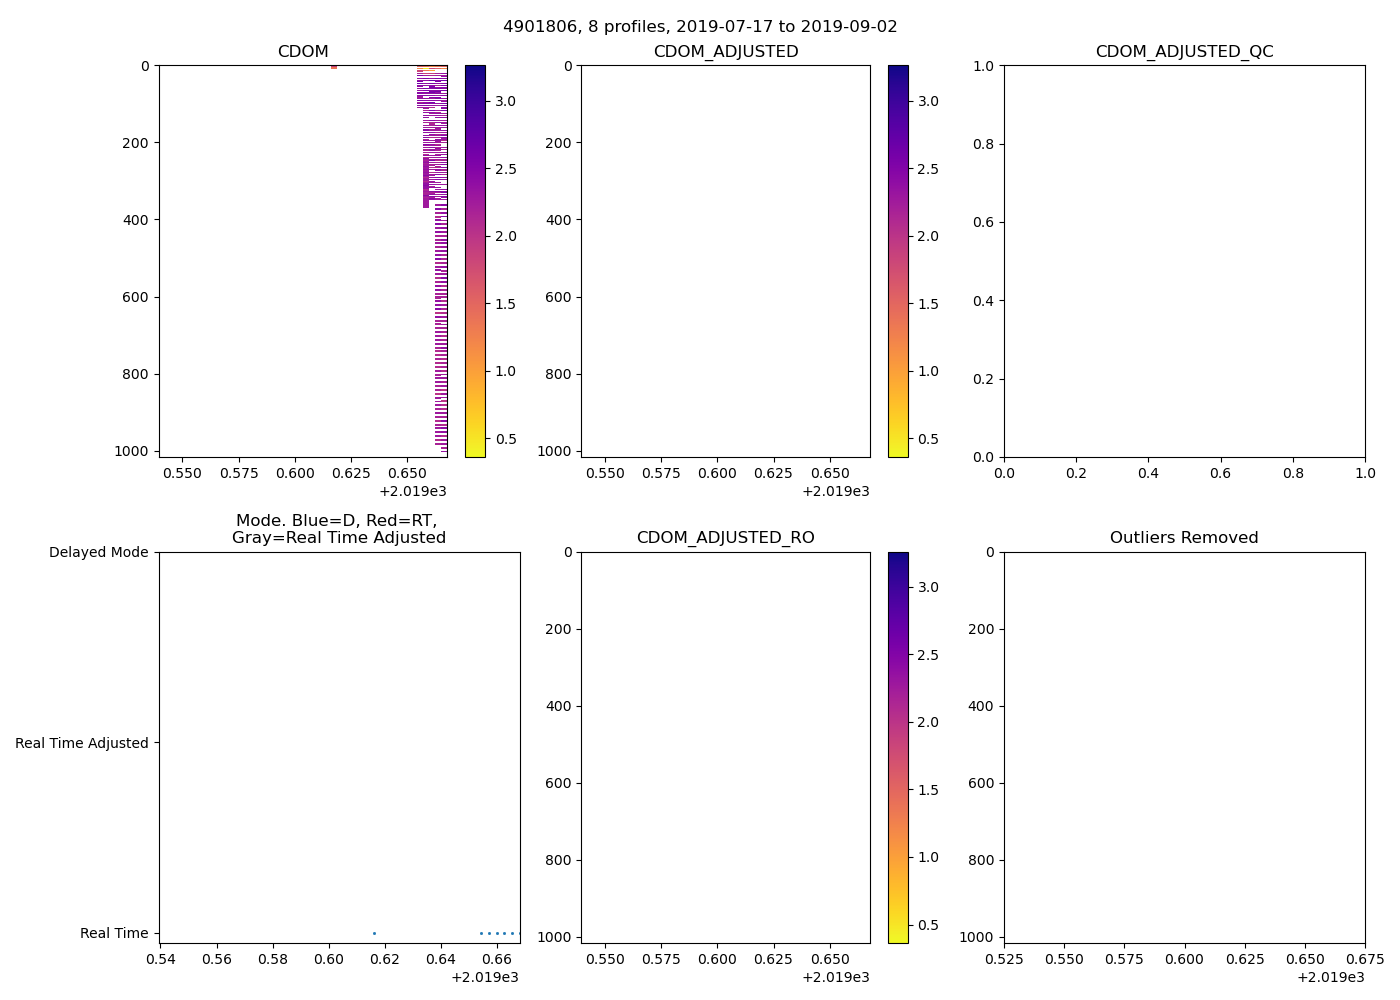 4901806, 8 profiles, 2019-07-17 to 2019-09-02
CDOM
0
200
400
600
800
1000
0.550 0.575 0.600 0.625 0.650
+2.019e3
3.0
2.5
2.0
1.5
1.0
0.5
CDOM_ADJUSTED
0
200
400
600
800
1000
0.550 0.575 0.600 0.625 0.650
+2.019e3
3.0
2.5
2.0
1.5
1.0
0.5
CDOM_ADJUSTED_QC
1.0
0.8
0.6
0.4
0.2
0.0
0.0 0.2 0.4 0.6 0.8 1.0
Mode. Blue=D, Red=RT,
Gray=Real Time Adjusted
Delayed Mode
Real Time Adjusted
Real Time
0.54 0.56 0.58 0.60 0.62 0.64 0.66
+2.019e3
CDOM_ADJUSTED_RO
0
200
400
600
800
1000
0.550 0.575 0.600 0.625 0.650
+2.019e3
3.0
2.5
2.0
1.5
1.0
0.5
Outliers Removed
0
200
400
600
800
1000
0.525 0.550 0.575 0.600 0.625 0.650 0.675
+2.019e3